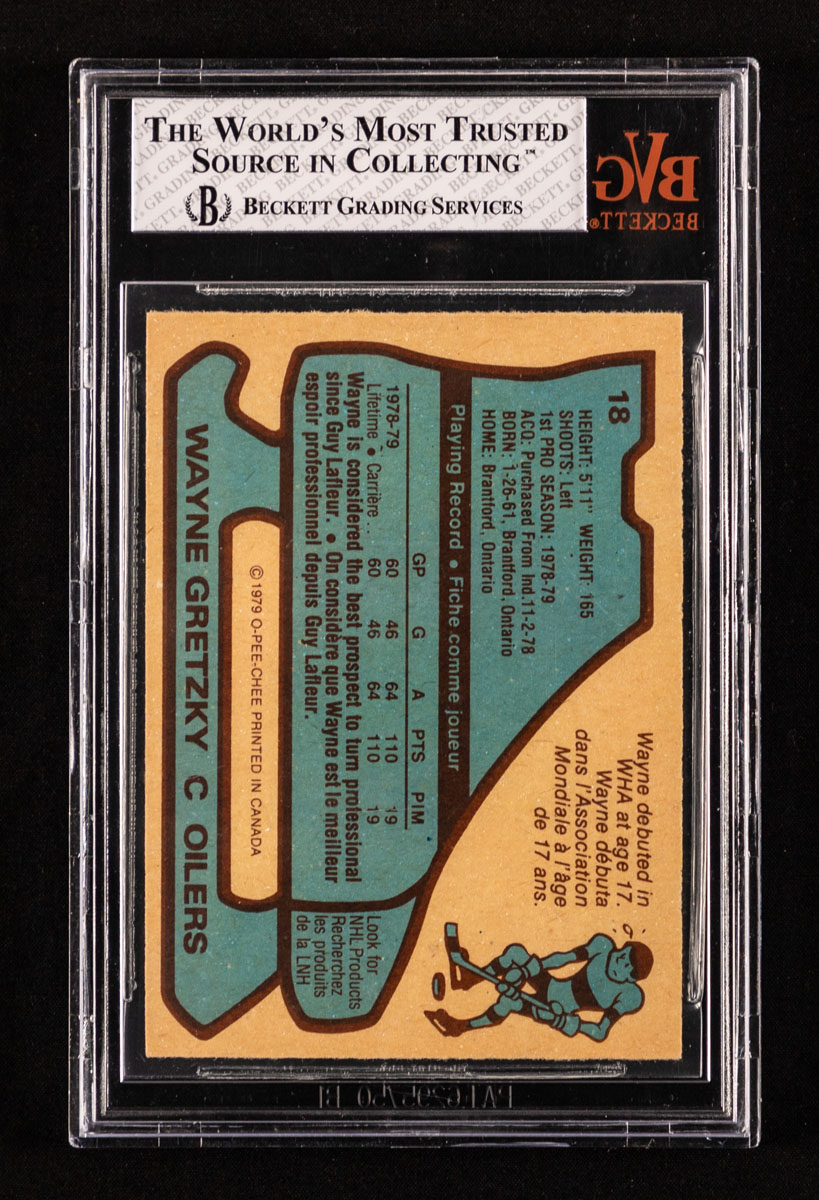 THE WORLD'S MOST TRUSTED
SOURCE IN COLLECTING™
B BECKETT GRADING SERVICES
BVG
BECKETT®
18
HEIGHT: 5'11" WEIGHT: 165
SHOOTS: Left
1st PRO SEASON: 1978-79
ACQ: Purchased From Ind. 11-2-78
BORN: 1-26-61, Brantford, Ontario
HOME: Brantford, Ontario
Wayne debuted in
WHA at age 17.
Wayne débuta
dans l'Association
Mondiale à l'âge
de 17 ans.
Playing Record • Fiche comme joueur
GP G A PTS PIM
1978-79 60 46 64 110 19
Lifetime • Carrière... 60 46 64 110 19
Wayne is considered the best prospect to turn professional
since Guy Lafleur. • On considère que Wayne est le meilleur
espoir professionnel depuis Guy Lafleur.
Look for
NHL Products
Recherchez
les produits
de la LNH
© 1979 O-PEE-CHEE PRINTED IN CANADA
WAYNE GRETZKY C OILERS